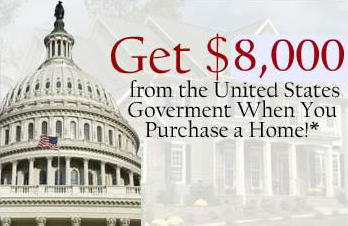 Get $8,000
from the United States
Goverment When You
Purchase a Home!*